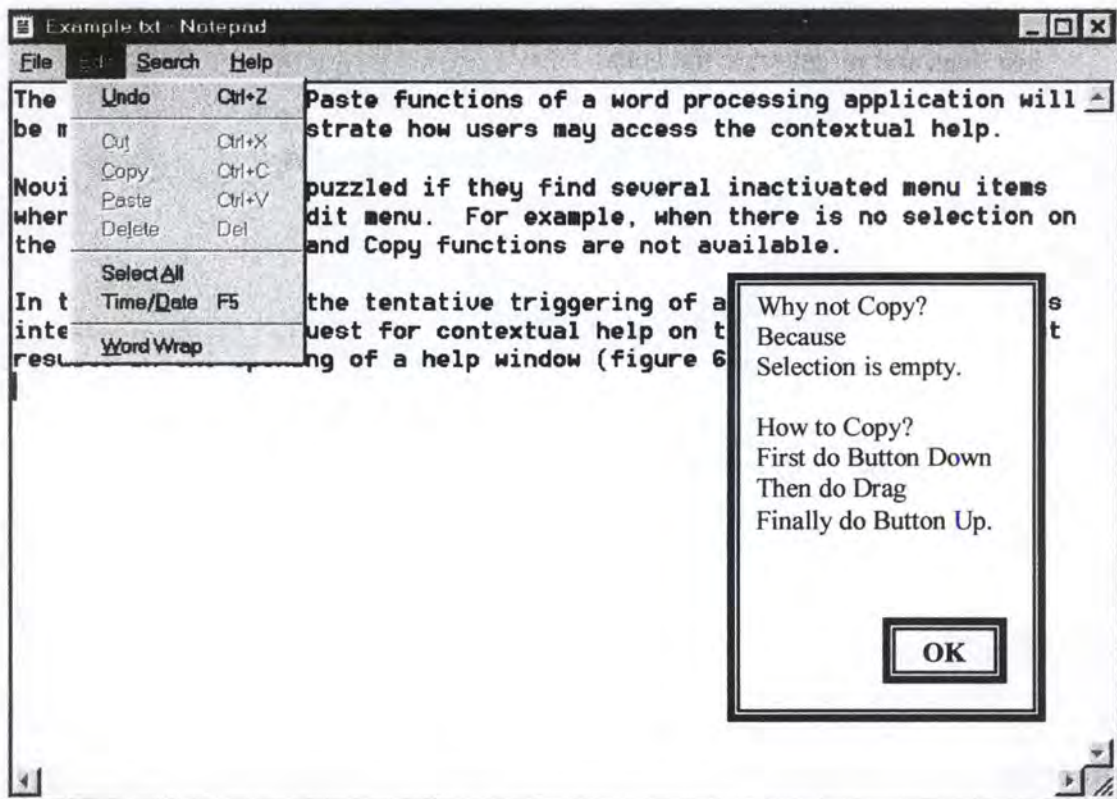 Example.txt - Notepad
File Edit Search Help
Undo Ctrl+Z
Cut Ctrl+X
Copy Ctrl+C
Paste Ctrl+V
Delete Del
Select All
Time/Date F5
Word Wrap
The Paste functions of a word processing application will
be m strate how users may access the contextual help.
Novi puzzled if they find several inactivated menu items
when dit menu. For example, when there is no selection on
the and Copy functions are not available.
In t the tentative triggering of a s
inte uest for contextual help on t t
resu ng of a help window (figure 6
Why not Copy?
Because
Selection is empty.
How to Copy?
First do Button Down
Then do Drag
Finally do Button Up.
OK